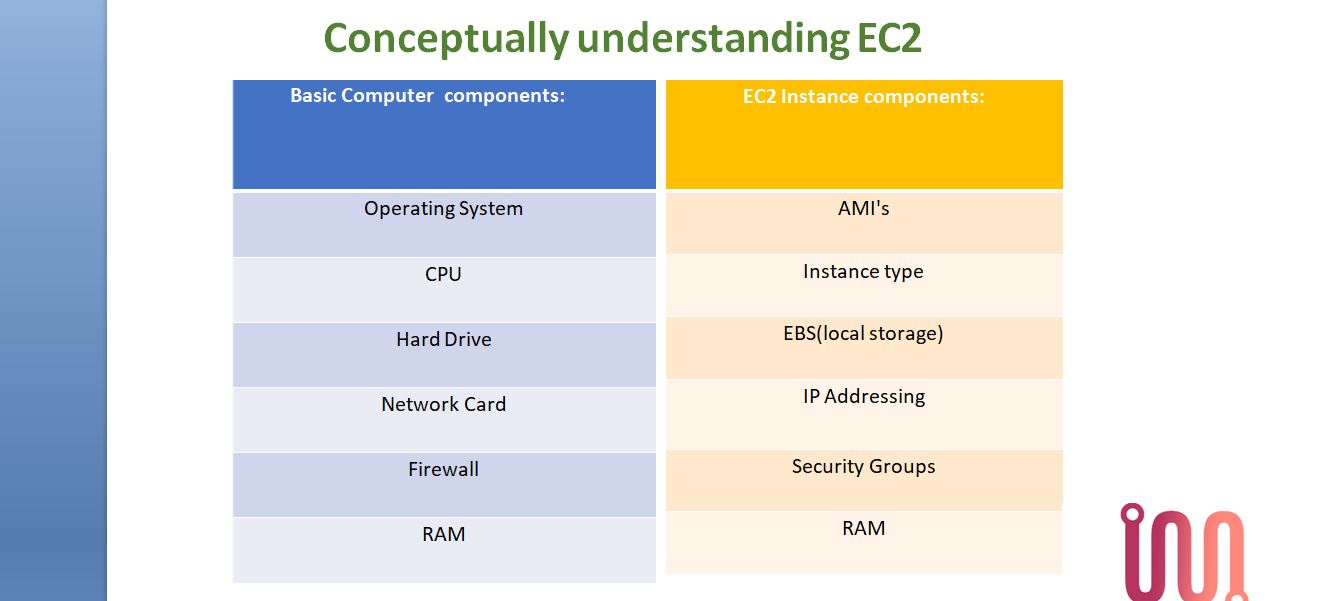 Conceptually understanding EC2
Basic Computer components:
EC2 Instance components:
Operating System
AMI's
CPU
Instance type
Hard Drive
EBS(local storage)
Network Card
IP Addressing
Firewall
Security Groups
RAM
RAM